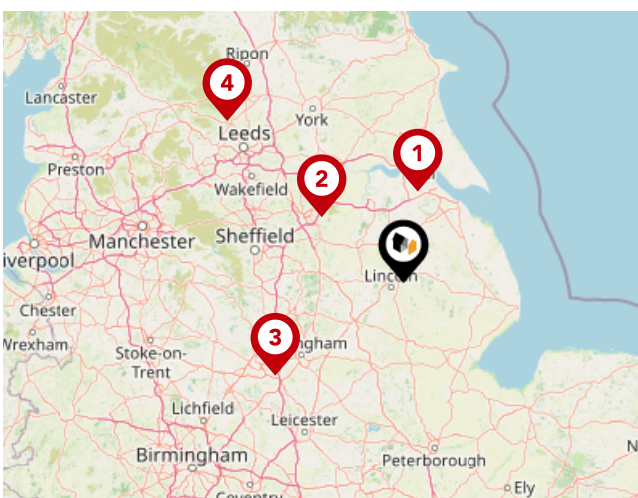 Ripon
4
Lancaster
York
Leeds
1
Preston
2
Wakefield
Manchester
Sheffield
iverpool
Lincoln
Chester
3
Wrexham
ngham
Stoke-on-
Trent
Lichfield
Leicester
Birmingham
Peterborough
N
Ely
Coventry